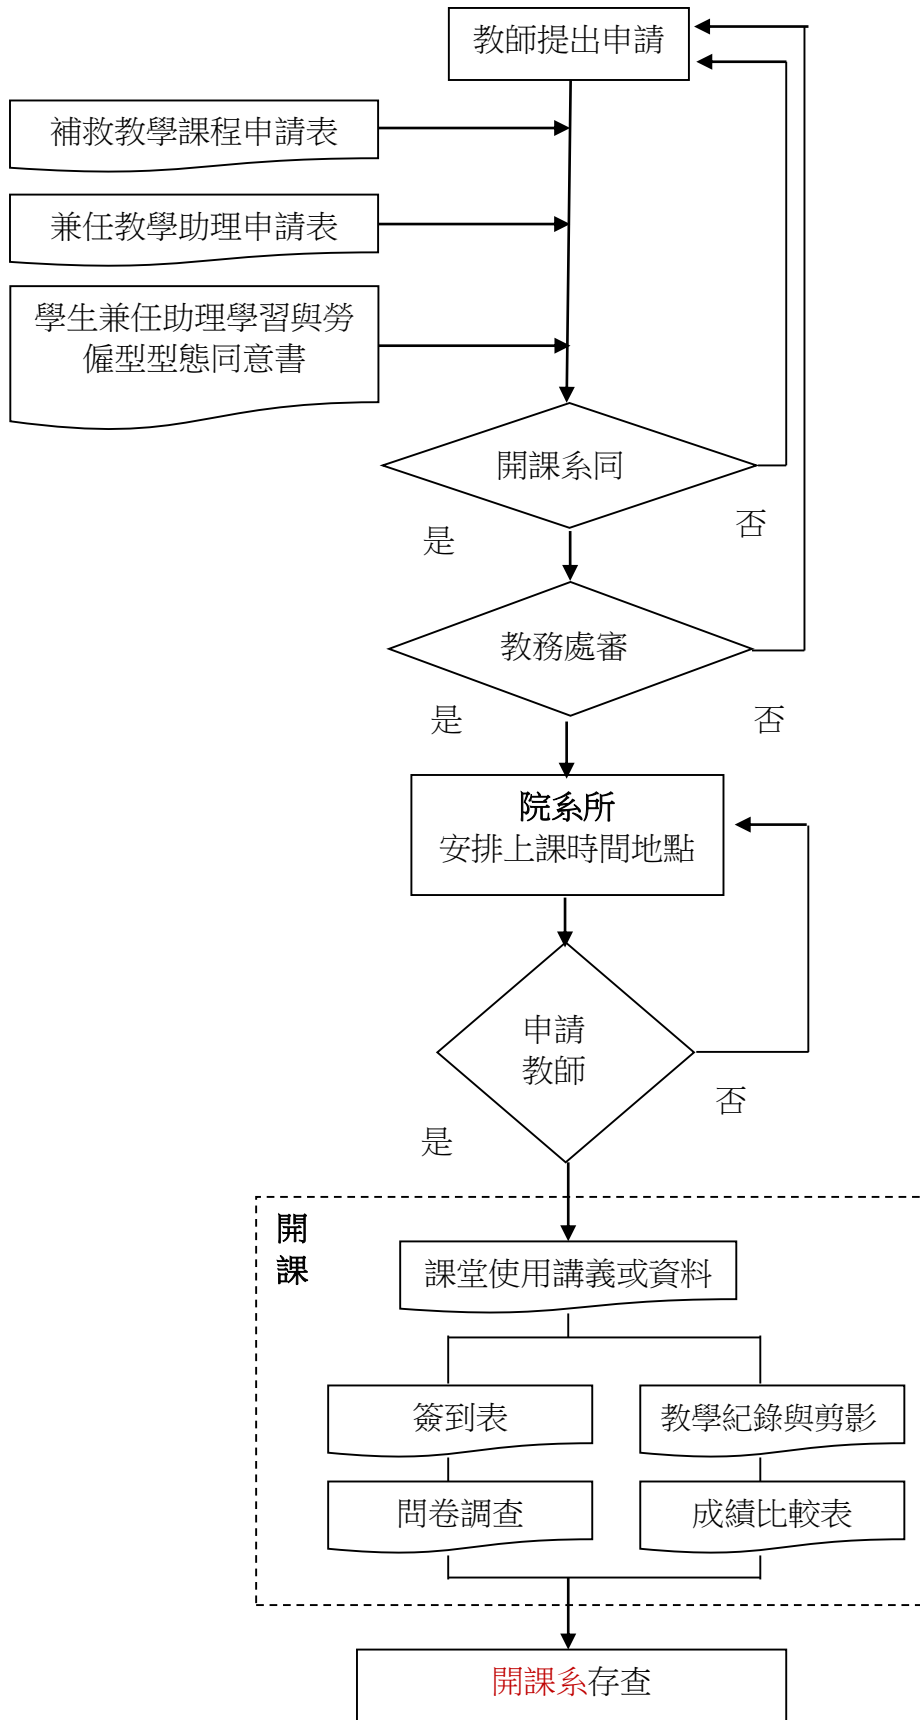 教師提出申請
補救教學課程申請表
兼任教學助理申請表
學生兼任助理學習與勞
僱型型態同意書
開課系同
是
否
教務處審
是
否
院系所
安排上課時間地點
申請
教師
否
是
開
課
課堂使用講義或資料
簽到表
教學紀錄與剪影
問卷調查
成績比較表
開課系存查